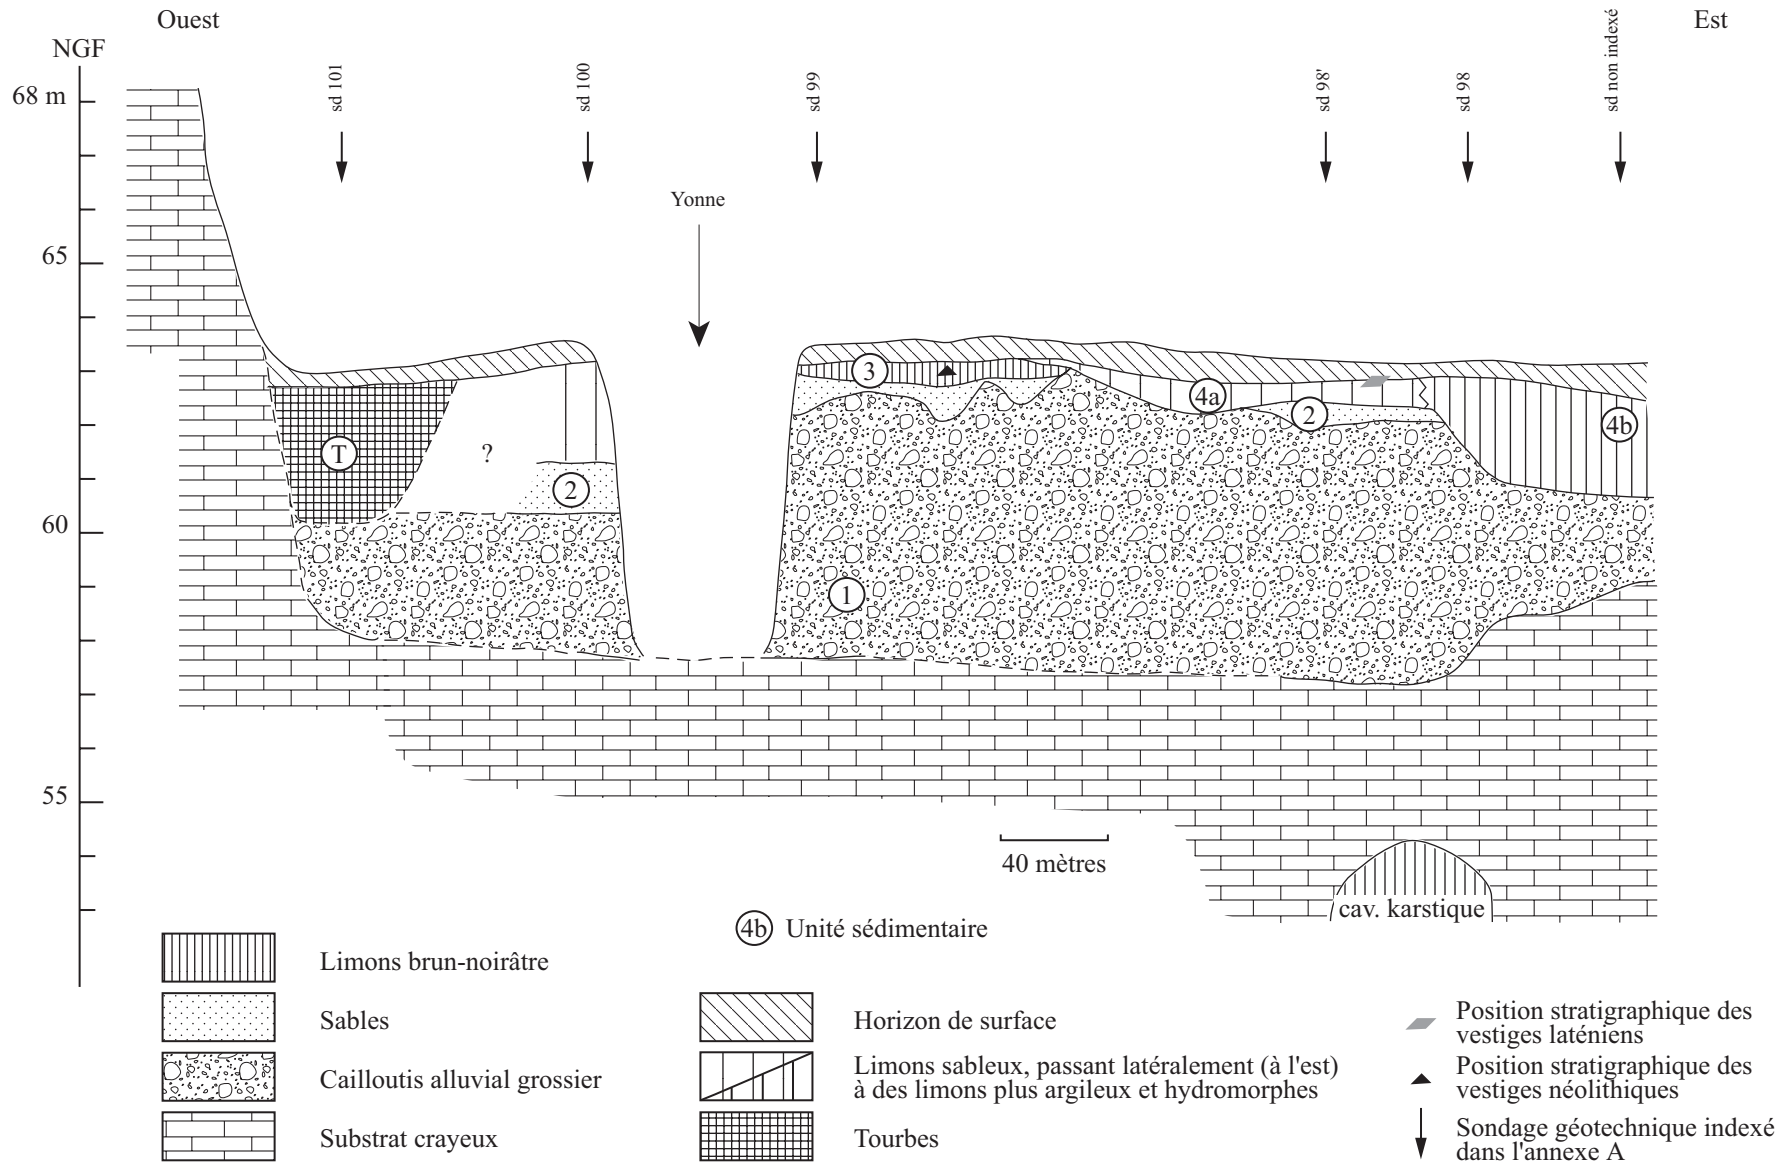 Ouest
Est
NGF
68 m
65
60
55
sd 101
sd 100
sd 99
sd 98'
sd 98
sd non indexé
Yonne
3
4a
2
4b
T
?
2
1
40 mètres
cav. karstique
4b Unité sédimentaire
Limons brun-noirâtre
Sables
Cailloutis alluvial grossier
Substrat crayeux
Horizon de surface
Limons sableux, passant latéralement (à l'est)
à des limons plus argileux et hydromorphes
Tourbes
Position stratigraphique des
vestiges laténiens
Position stratigraphique des
vestiges néolithiques
Sondage géotechnique indexé
dans l'annexe A